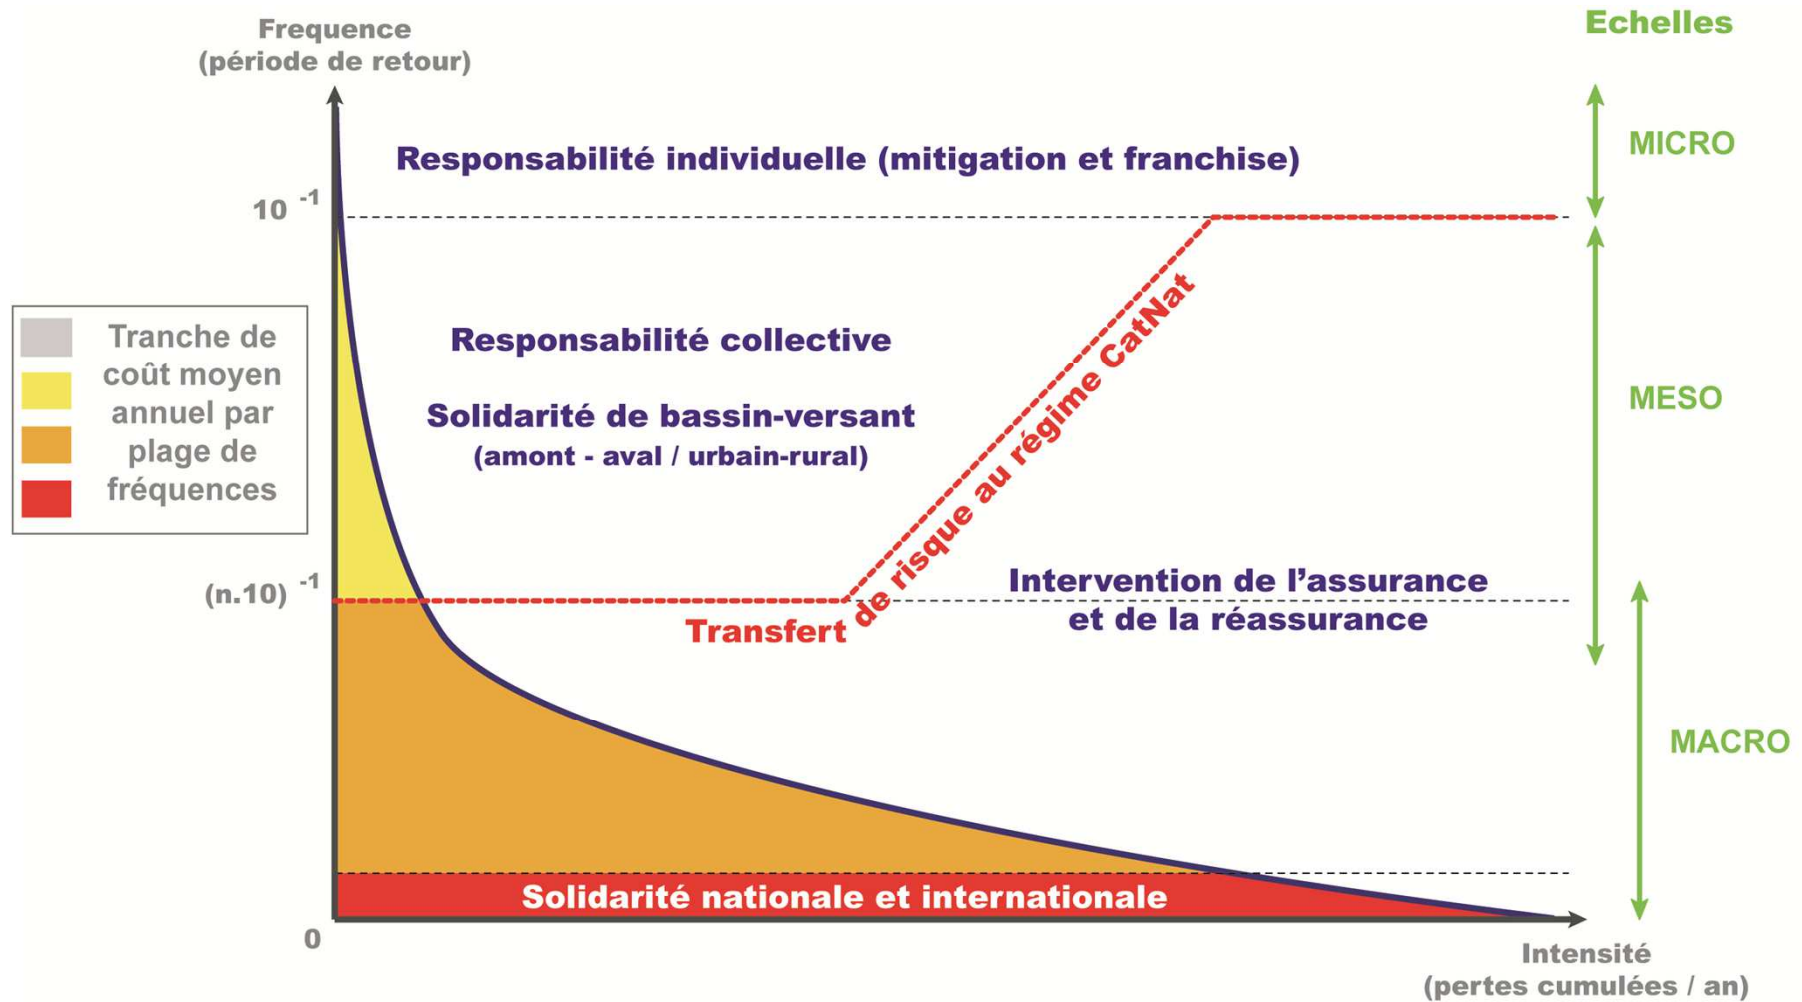 Frequence
(période de retour)
Echelles
MICRO
Responsabilité individuelle (mitigation et franchise)
10 -1
Tranche de
coût moyen
annuel par
plage de
fréquences
Responsabilité collective
Solidarité de bassin-versant
(amont - aval / urbain-rural)
MESO
Transfert de risque au régime CatNat
(n.10) -1
Intervention de l’assurance
et de la réassurance
MACRO
Solidarité nationale et internationale
0
Intensité
(pertes cumulées / an)